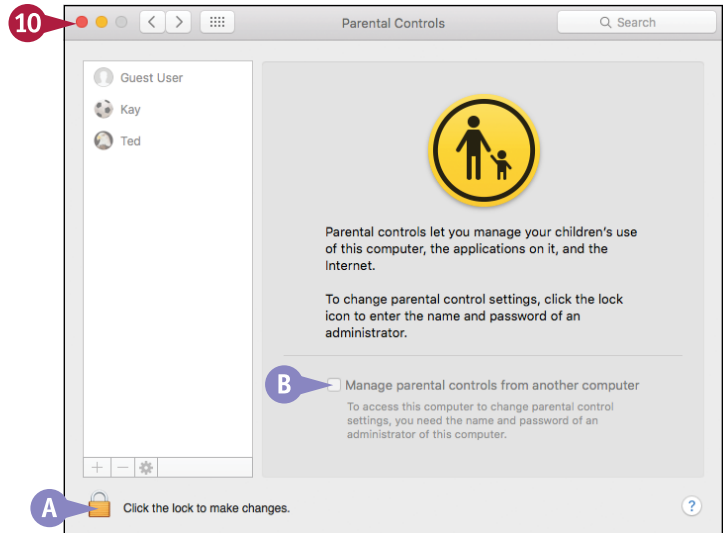 10
Parental Controls
Search
Guest User
Kay
Ted
Parental controls let you manage your children's use
of this computer, the applications on it, and the
Internet.
To change parental control settings, click the lock
icon to enter the name and password of an
administrator.
B
Manage parental controls from another computer
To access this computer to change parental control
settings, you need the name and password of an
administrator of this computer.
+ −
A
Click the lock to make changes.
?